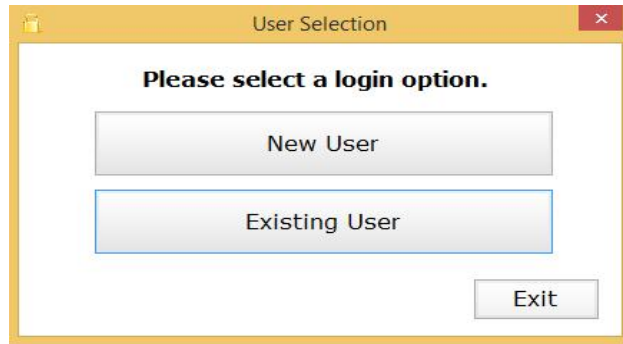 User Selection
Please select a login option.
New User
Existing User
Exit